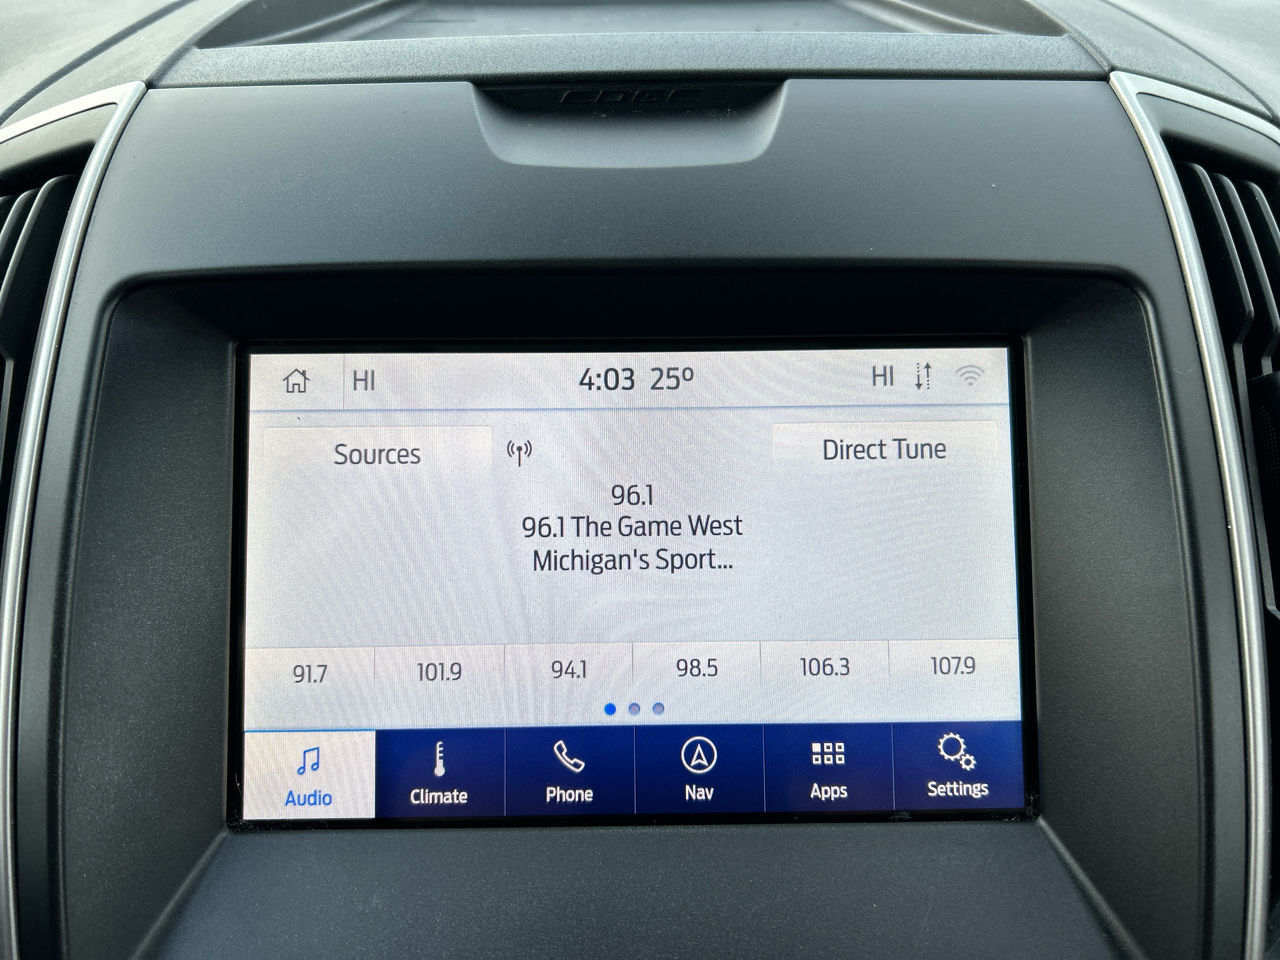 EDGE
HI 4:03 25° HI
Sources Direct Tune
96.1
96.1 The Game West
Michigan's Sport...
91.7 101.9 94.1 98.5 106.3 107.9
Audio Climate Phone Nav Apps Settings